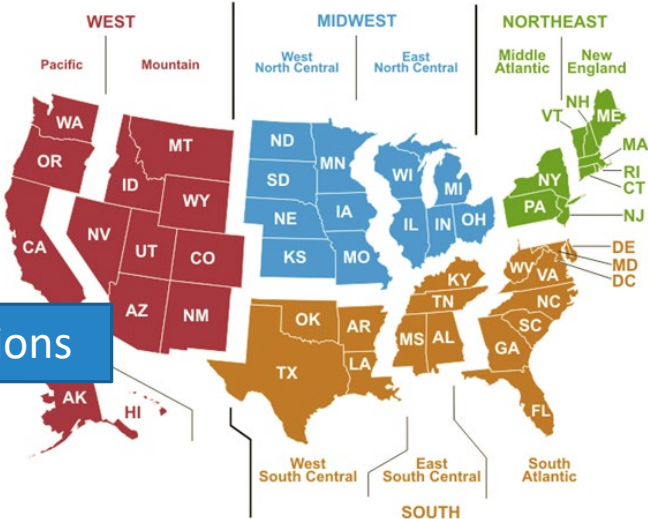 WEST
MIDWEST
NORTHEAST
Pacific
Mountain
West
North Central
East
North Central
Middle
Atlantic
New
England
WA
OR
CA
NV
ID
MT
WY
UT
CO
AZ
NM
AK
HI
ND
SD
NE
KS
MN
IA
MO
WI
IL
MI
IN
OH
VT
NH
ME
MA
RI
CT
NY
PA
NJ
DE
MD
DC
WV
VA
NC
SC
GA
FL
KY
TN
MS
AL
OK
AR
TX
LA
ions
West
South Central
East
South Central
South
Atlantic
SOUTH